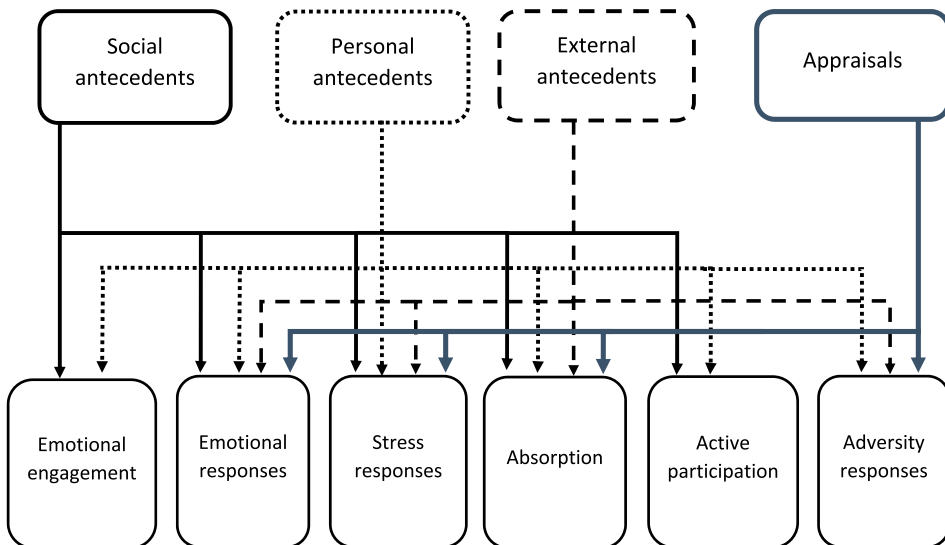 Social
antecedents
Personal
antecedents
External
antecedents
Appraisals
Emotional
engagement
Emotional
responses
Stress
responses
Absorption
Active
participation
Adversity
responses